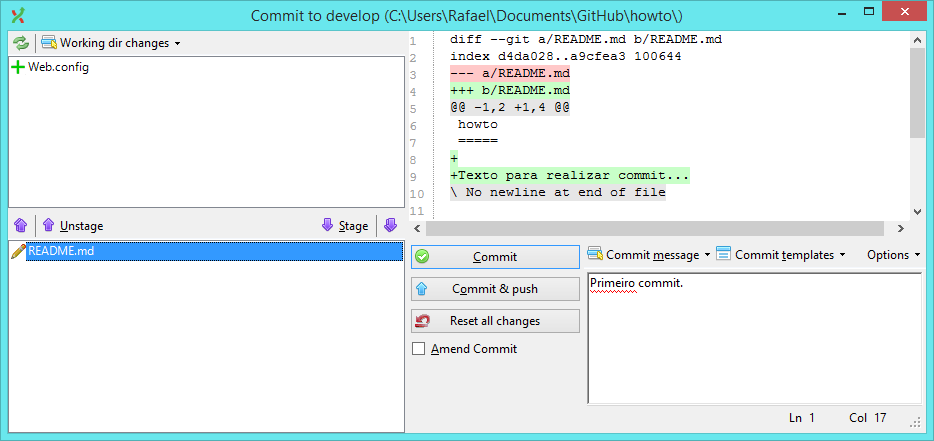 Commit to develop (C:\Users\Rafael\Documents\GitHub\howto\)
Working dir changes
Web.config
Unstage
Stage
README.md
1 diff --git a/README.md b/README.md
2 index d4da028..a9cfea3 100644
3 --- a/README.md
4 +++ b/README.md
5 @@ -1,2 +1,4 @@
6 howto
7 =====
8 +
9 +Texto para realizar commit...
10 \ No newline at end of file
11
Commit
Commit & push
Reset all changes
Amend Commit
Commit message Commit templates Options
Primeiro commit.
Ln 1 Col 17